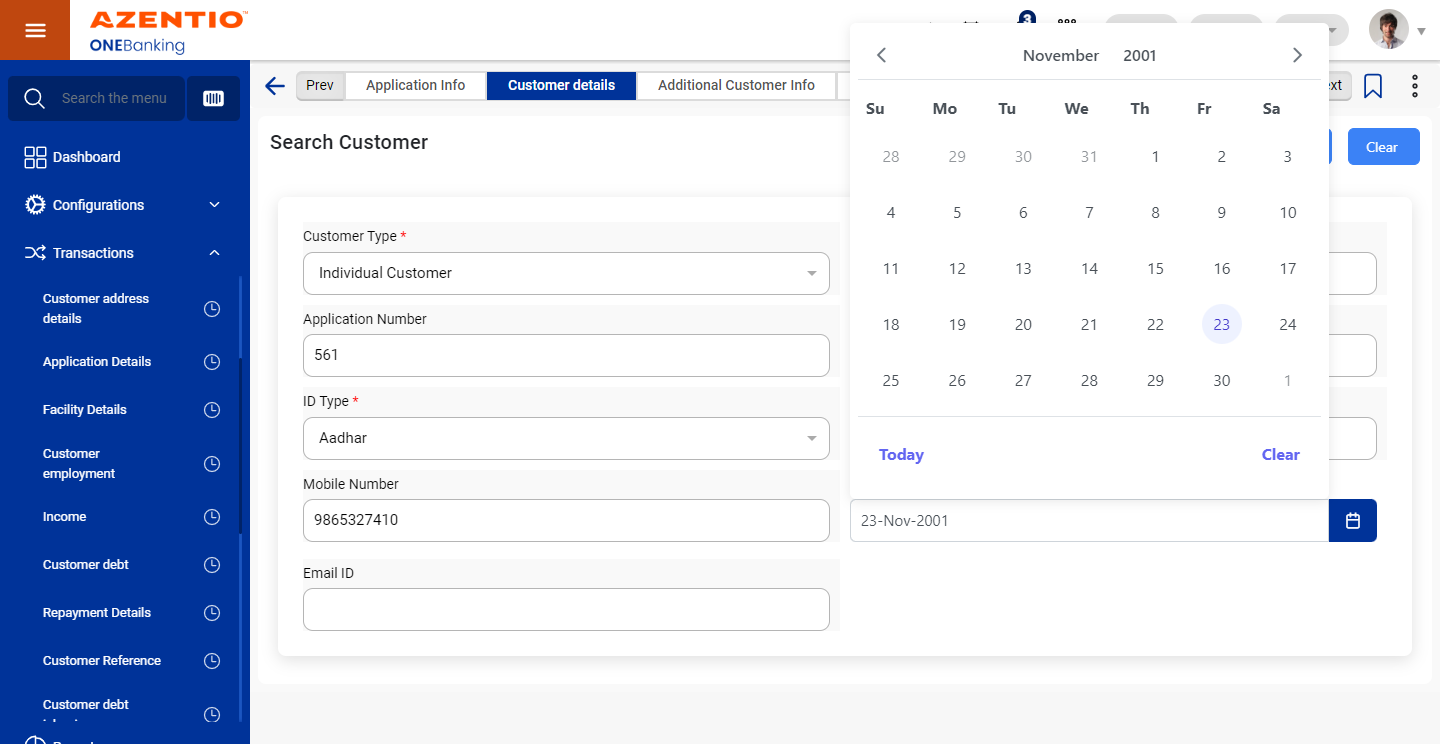 AZENTIO™
ONEBanking
3
Search the menu
Dashboard
Configurations
Transactions
Customer address
details
Application Details
Facility Details
Customer
employment
Income
Customer debt
Repayment Details
Customer Reference
Customer debt
Prev
Application Info
Customer details
Additional Customer Info
Search Customer
Clear
Customer Type *
Individual Customer
Application Number
561
ID Type *
Aadhar
Mobile Number
9865327410
Email ID
November 2001
Su Mo Tu We Th Fr Sa
28 29 30 31 1 2 3
4 5 6 7 8 9 10
11 12 13 14 15 16 17
18 19 20 21 22 23 24
25 26 27 28 29 30 1
Today Clear
23-Nov-2001